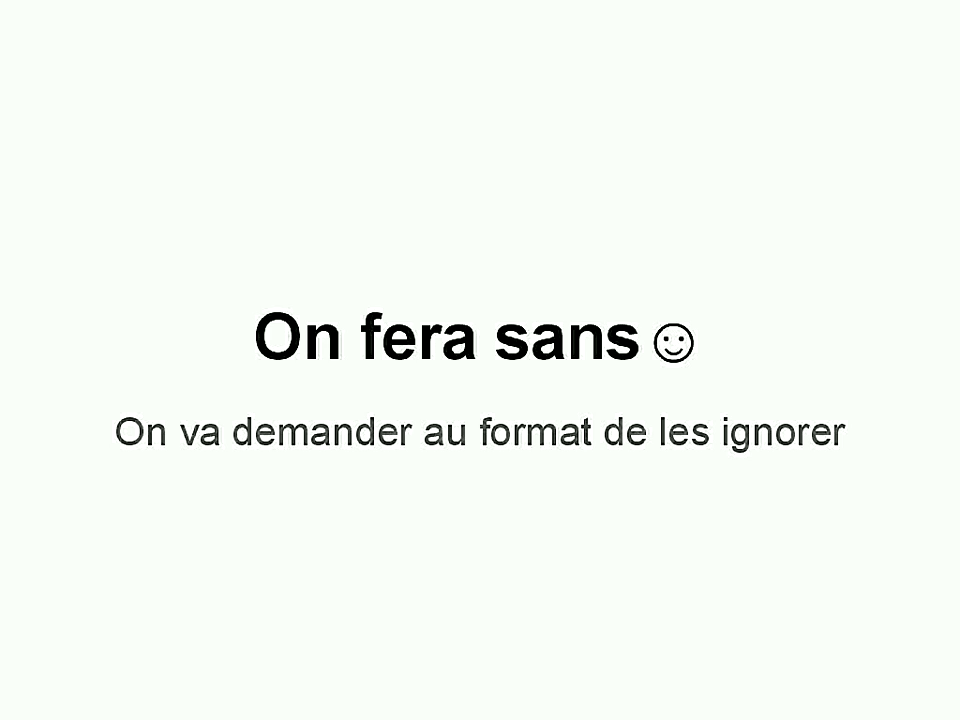 On fera sans☺
On va demander au format de les ignorer